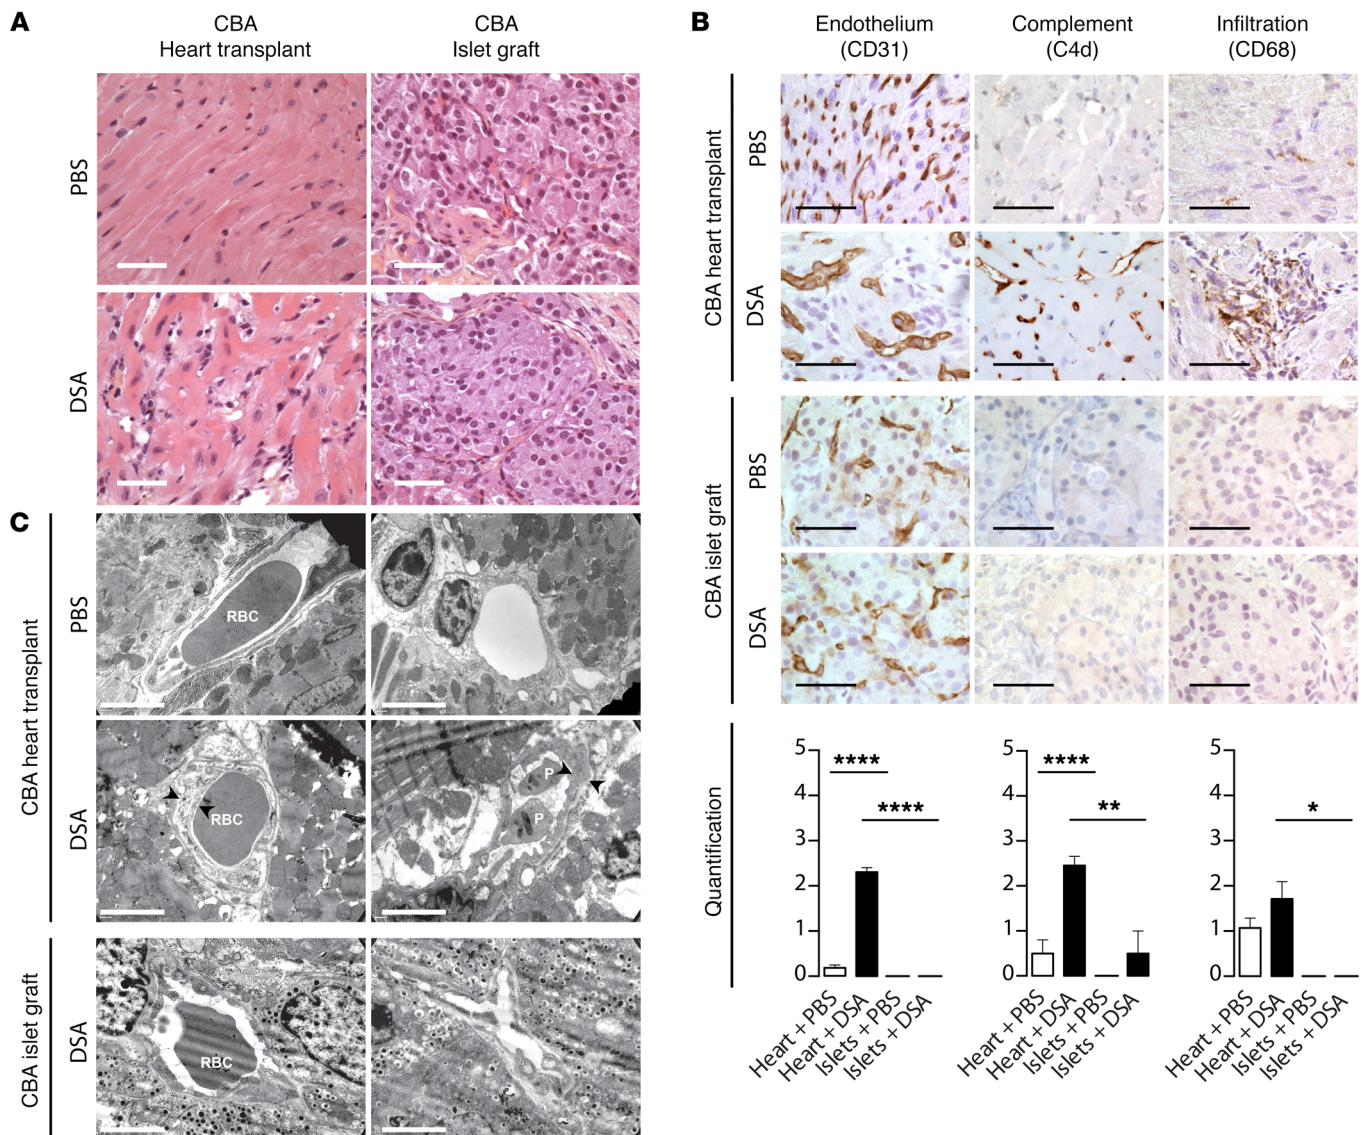 A
CBA
Heart transplant
CBA
Islet graft
PBS
DSA
B
Endothelium
(CD31)
Complement
(C4d)
Infiltration
(CD68)
CBA heart transplant
PBS
DSA
CBA islet graft
PBS
DSA
C
CBA heart transplant
PBS
RBC
DSA
RBC
P
P
CBA islet graft
DSA
RBC
Quantification
5
4
3
2
1
0
****
****
Heart + PBS
Heart + DSA
Islets + PBS
Islets + DSA
5
4
3
2
1
0
****
**
Heart + PBS
Heart + DSA
Islets + PBS
Islets + DSA
5
4
3
2
1
0
*
Heart + PBS
Heart + DSA
Islets + PBS
Islets + DSA